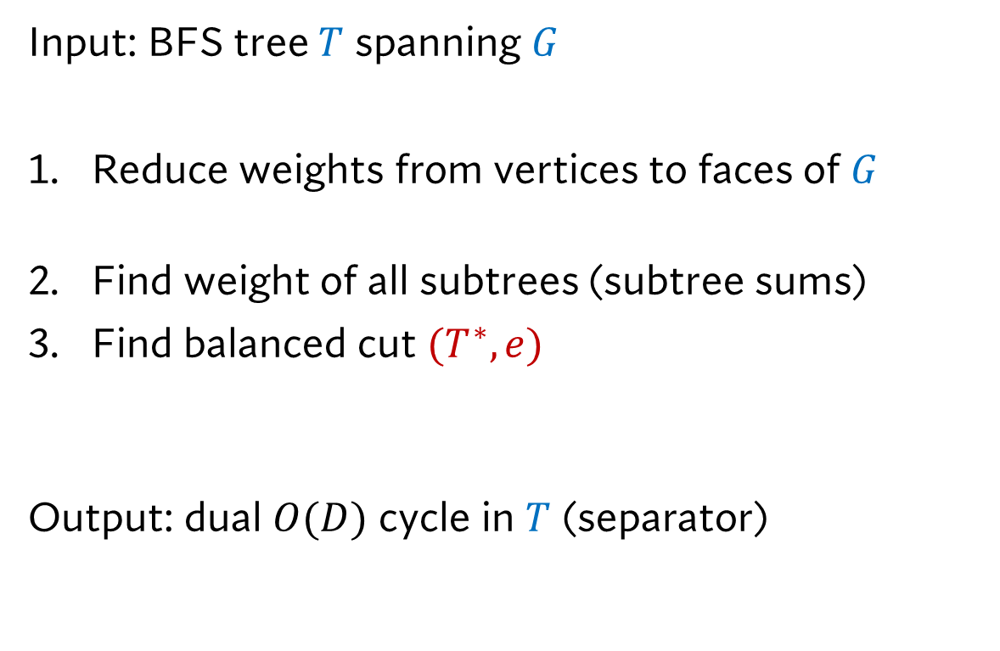 Input: BFS tree T spanning G
1. Reduce weights from vertices to faces of G
2. Find weight of all subtrees (subtree sums)
3. Find balanced cut (T*, e)
Output: dual O(D) cycle in T (separator)